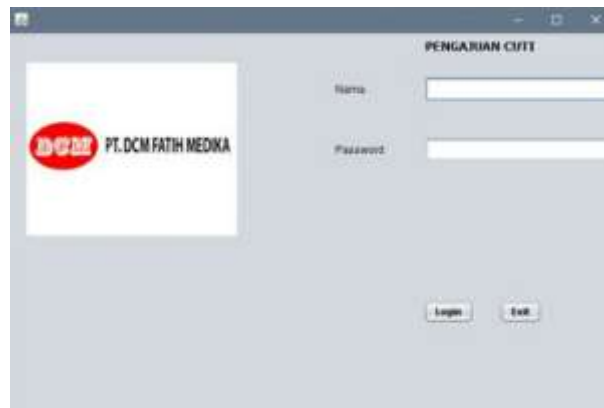 PENGAJUAN CUTI
Nama
DCM PT. DCM FATIH MEDIKA
Password
Login Exit